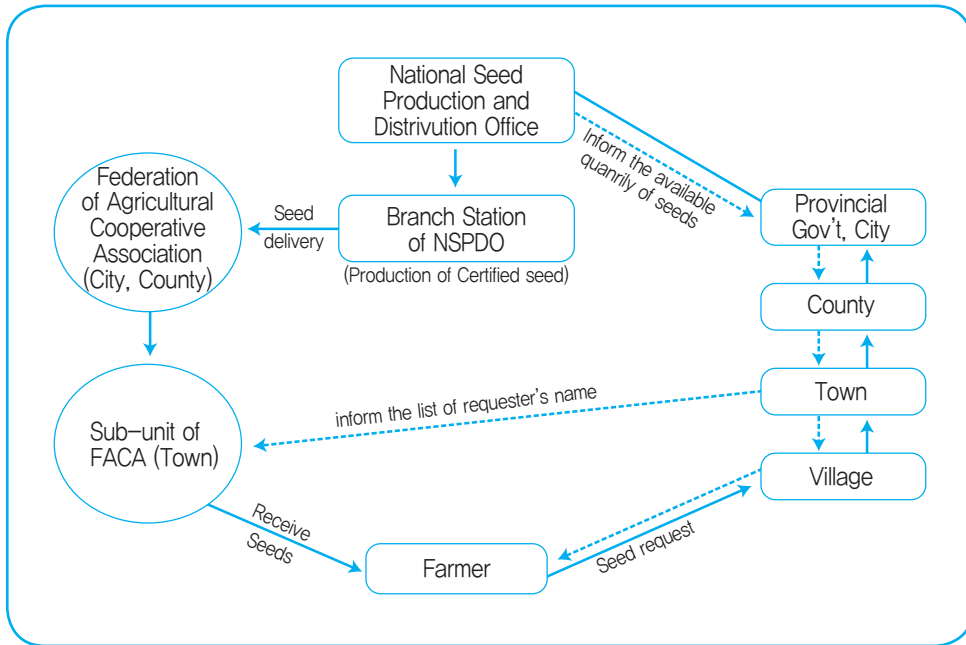 National Seed
Production and
Distrivution Office
Inform the available
quanrily of seeds
Federation
of Agricultural
Cooperative
Association
(City, County)
Seed
delivery
Branch Station
of NSPDO
(Production of Certified seed)
Provincial
Gov't, City
County
Town
inform the list of requester's name
Sub-unit of
FACA (Town)
Village
Receive
Seeds
Farmer
Seed request